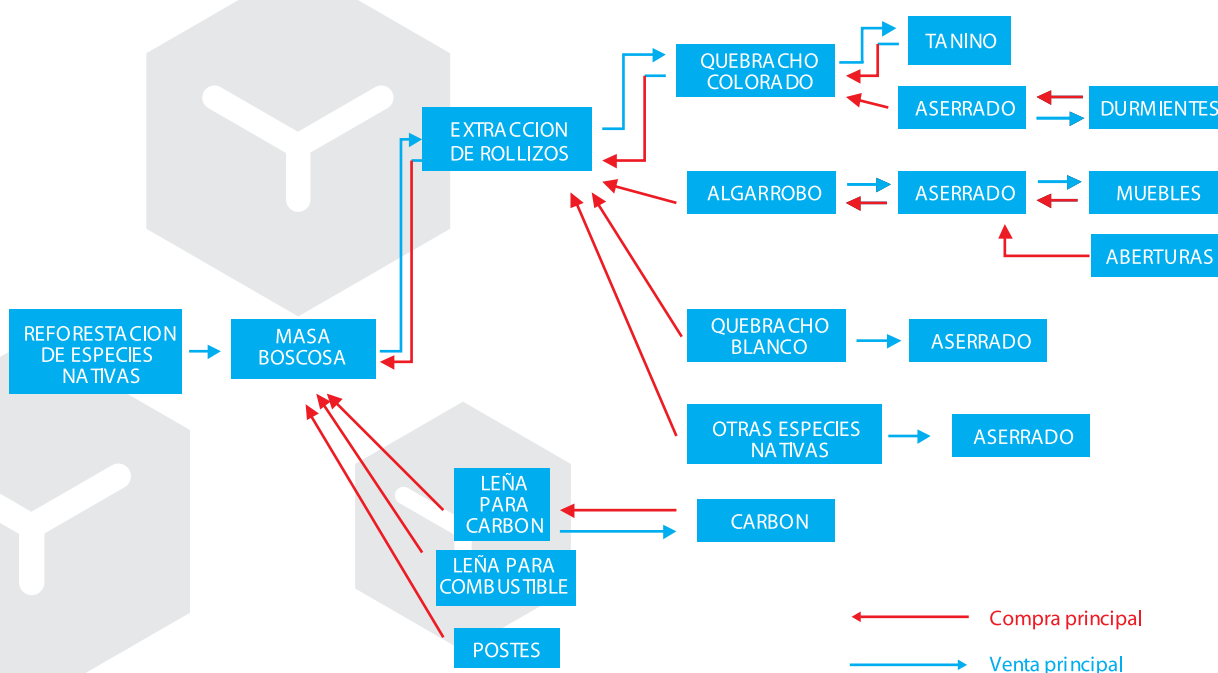 TANINO
QUEBRACHO
COLORADO
ASERRADO
DURMIENTES
EXTRACCION
DE ROLLIZOS
ALGARROBO
ASERRADO
MUEBLES
ABERTURAS
REFORESTACION
DE ESPECIES
NATIVAS
MASA
BOSCOSA
QUEBRACHO
BLANCO
ASERRADO
OTRAS ESPECIES
NATIVAS
ASERRADO
LEÑA
PARA
CARBON
CARBON
LEÑA PARA
COMBUSTIBLE
POSTES
Compra principal
Venta principal